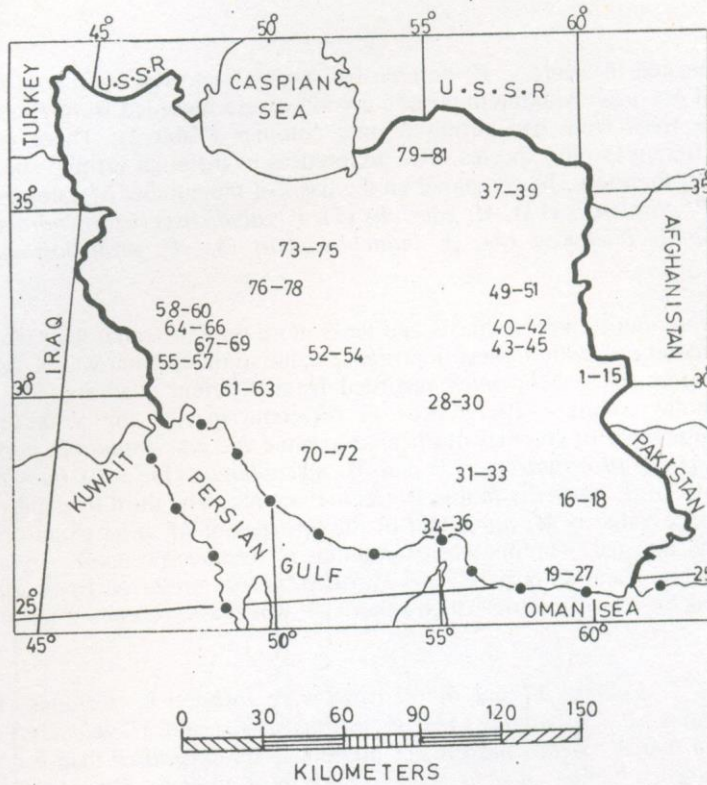 45° 50° 55° 60°
TURKEY
U·S·S·R
CASPIAN
SEA
U·S·S·R
79–81
37–39
35°
35
AFGHANISTAN
73–75
76–78
49–51
58–60
64–66
67–69
55–57
52–54
40–42
43–45
IRAQ
61–63
1–15
30°
30
28–30
KUWAIT
PERSIAN
GULF
70–72
31–33
16–18
PAKISTAN
34–36
19–27
25°
25
OMAN SEA
45° 50° 55° 60°
0 30 60 90 120 150
KILOMETERS